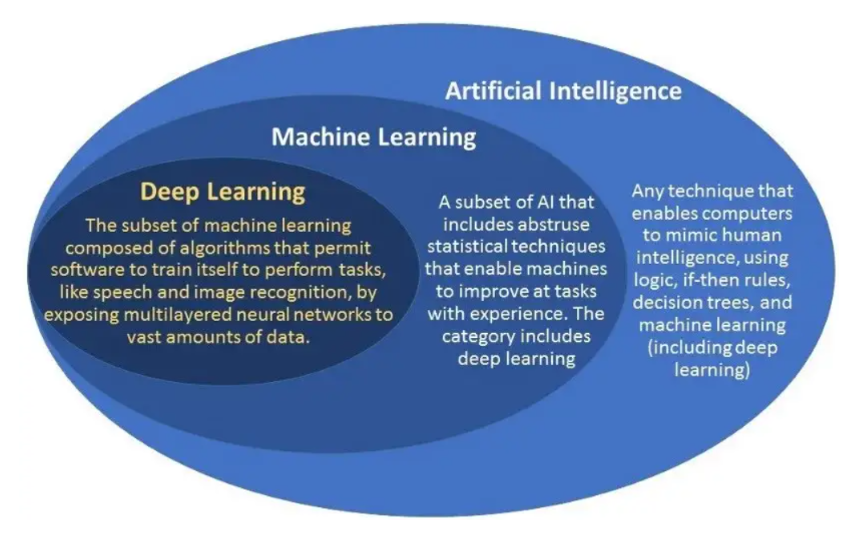 Artificial Intelligence
Machine Learning
Deep Learning
The subset of machine learning
composed of algorithms that permit
software to train itself to perform tasks,
like speech and image recognition, by
exposing multilayered neural networks to
vast amounts of data.
A subset of AI that
includes abstruse
statistical techniques
that enable machines
to improve at tasks
with experience. The
category includes
deep learning
Any technique that
enables computers
to mimic human
intelligence, using
logic, if-then rules,
decision trees, and
machine learning
(including deep
learning)